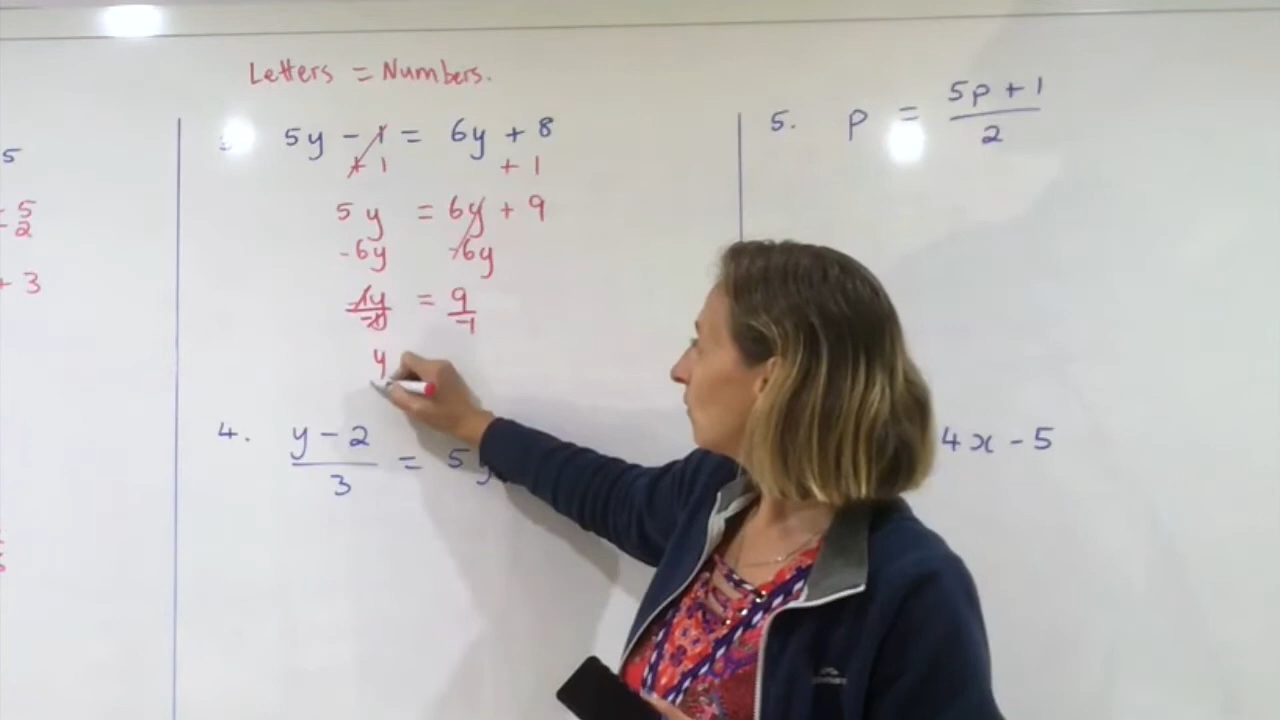 Letters = Numbers.
5
= 5
- 2
+ 3
5y - 1 = 6y + 8
+ 1 + 1
5y = 6y + 9
-6y -6y
-1y = 9
-1 -1
y
4. y - 2
3
= 5y
5. p = 5p + 1
2
4x - 5